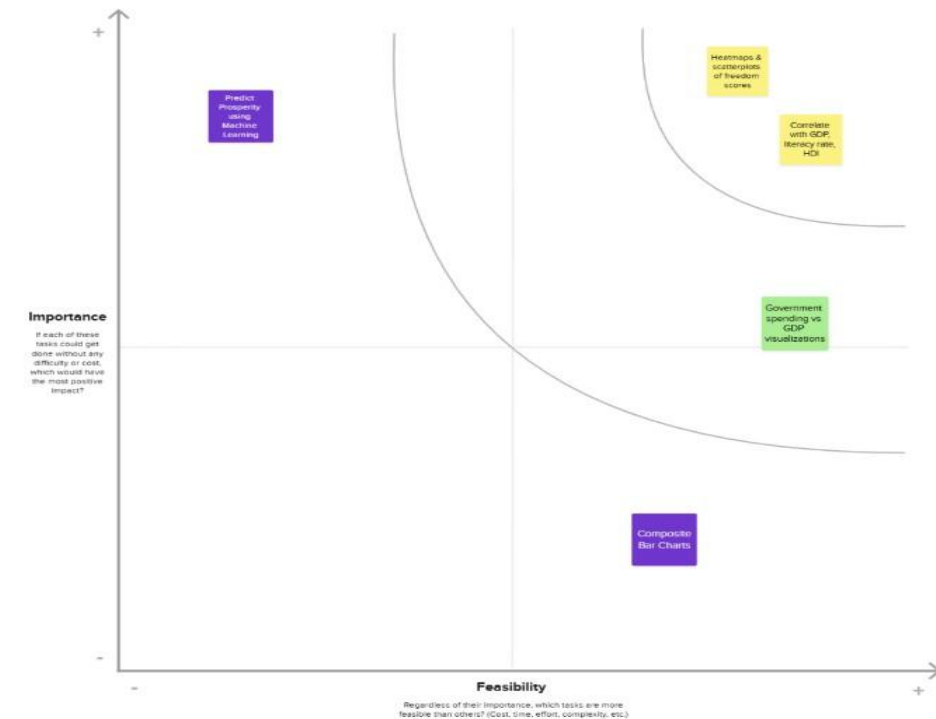 +
Heatmaps &
scatterplots
of freedom
scores
Predict
Prosperity
using
Machine
Learning
Correlate
with GDP,
literacy rate,
HDI
Government
spending vs
GDP
visualizations
Importance
If each of these
tasks could get
done without any
difficulty or cost,
which would have
the most positive
impact?
Composite
Bar Charts
-
-
+
Feasibility
Regardless of their importance, which tasks are more
feasible than others? (Cost, time, effort, complexity, etc.)